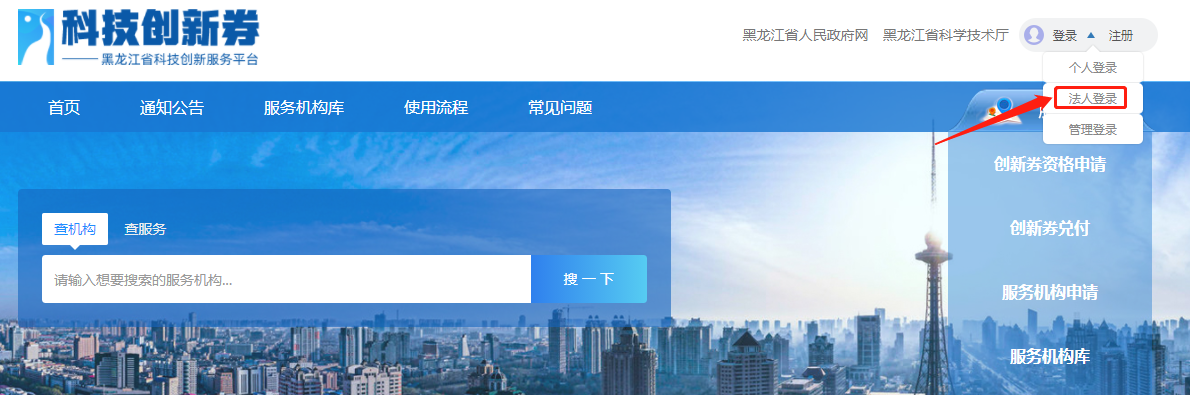 科技创新券
黑龙江省科技创新服务平台
黑龙江省人民政府网 黑龙江省科学技术厅 登录 注册
个人登录
法人登录
管理登录
首页 通知公告 服务机构库 使用流程 常见问题
创新券资格申请
创新券兑付
服务机构申请
服务机构库
查机构 查服务
请输入想要搜索的服务机构...
搜一下